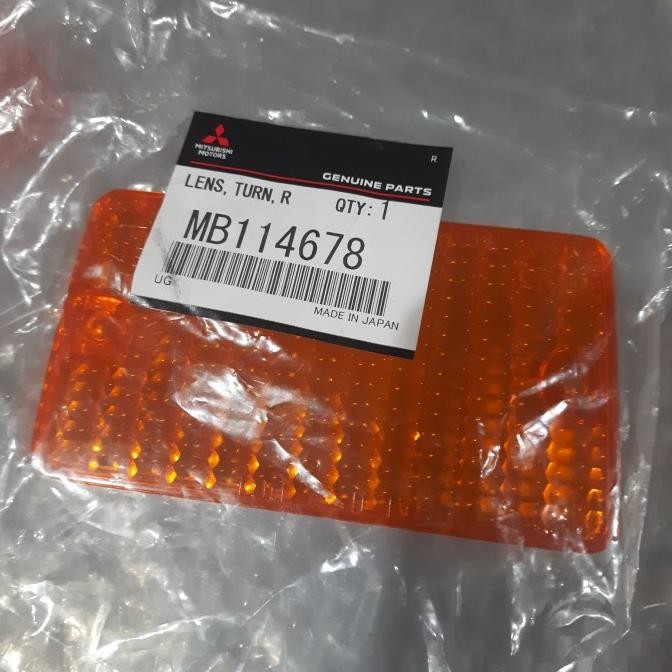 MITSUBISHI
MOTORS
R
GENUINE PARTS
LENS, TURN, R QTY: 1
MB114678
UG
MADE IN JAPAN